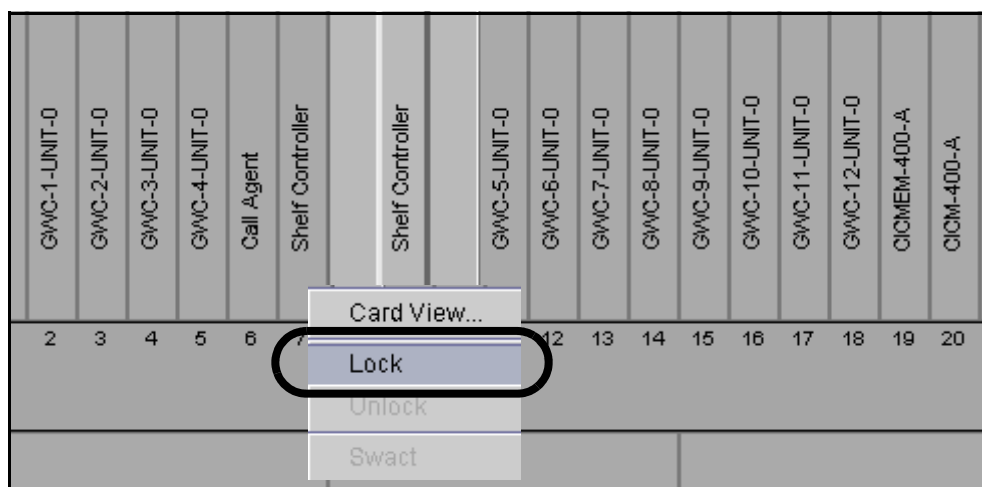 GWC-1-UNIT-0
GWC-2-UNIT-0
GWC-3-UNIT-0
GWC-4-UNIT-0
Call Agent
Shelf Controller
Shelf Controller
GWC-5-UNIT-0
GWC-6-UNIT-0
GWC-7-UNIT-0
GWC-8-UNIT-0
GWC-9-UNIT-0
GWC-10-UNIT-0
GWC-11-UNIT-0
GWC-12-UNIT-0
CICMEM-400-A
CICM-400-A
Card View...
2 3 4 5 6 7 12 13 14 15 16 17 18 19 20
Lock
Unlock
Swact